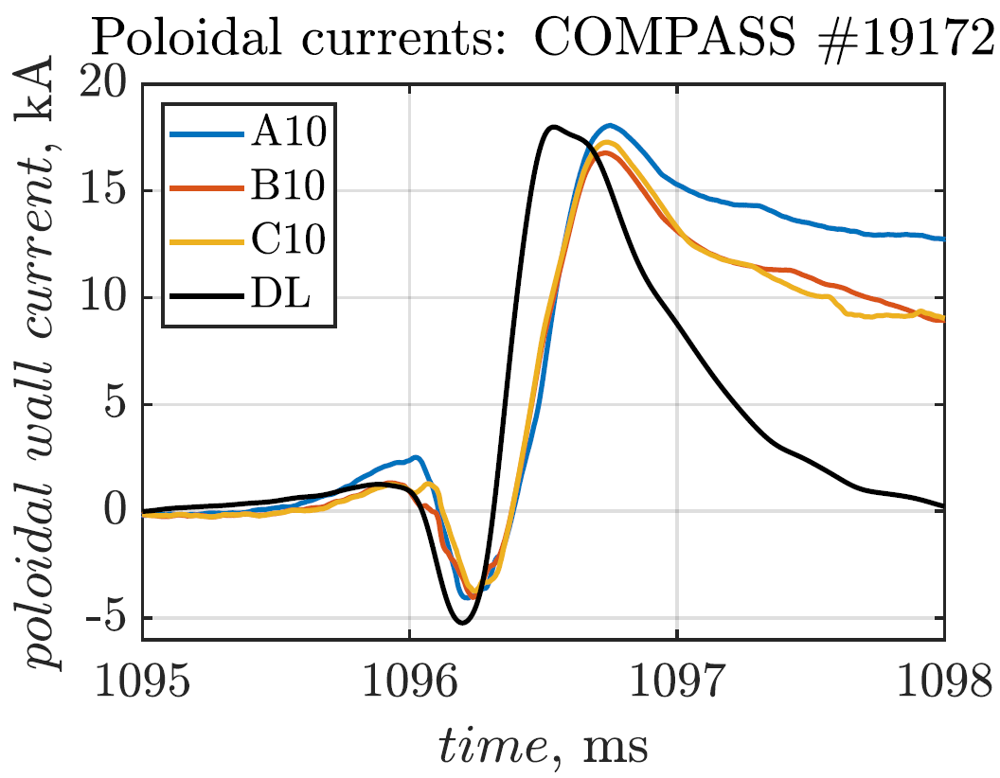 Poloidal currents: COMPASS #19172
poloidal wall current, kA
20
15
10
5
0
-5
A10
B10
C10
DL
1095 1096 1097 1098
time, ms